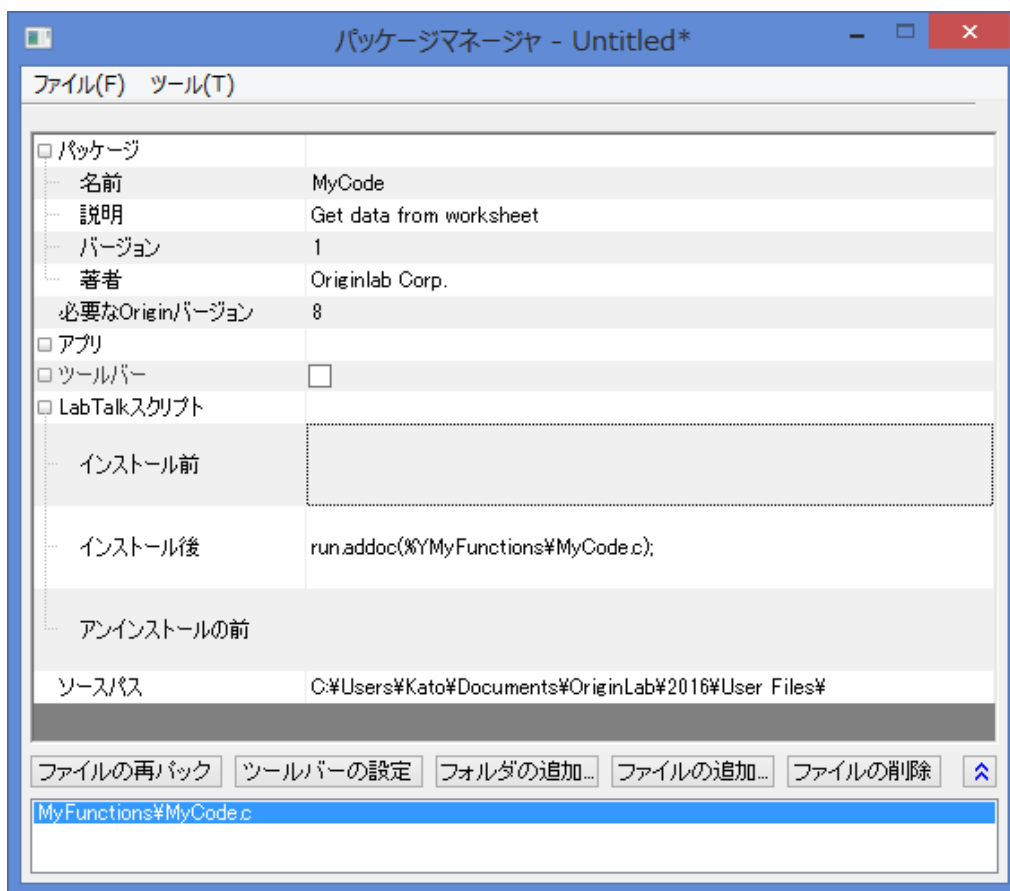 パッケージマネージャ - Untitled*
ファイル(F) ツール(T)
パッケージ
名前 MyCode
説明 Get data from worksheet
バージョン 1
著者 Originlab Corp.
必要なOriginバージョン 8
アプリ
ツールバー
LabTalkスクリプト
インストール前
インストール後 run.addoc(%YMyFunctions¥MyCode.c);
アンインストールの前
ソースパス C:¥Users¥Kato¥Documents¥OriginLab¥2016¥User Files¥
ファイルの再パック ツールバーの設定 フォルダの追加... ファイルの追加... ファイルの削除
MyFunctions¥MyCode.c